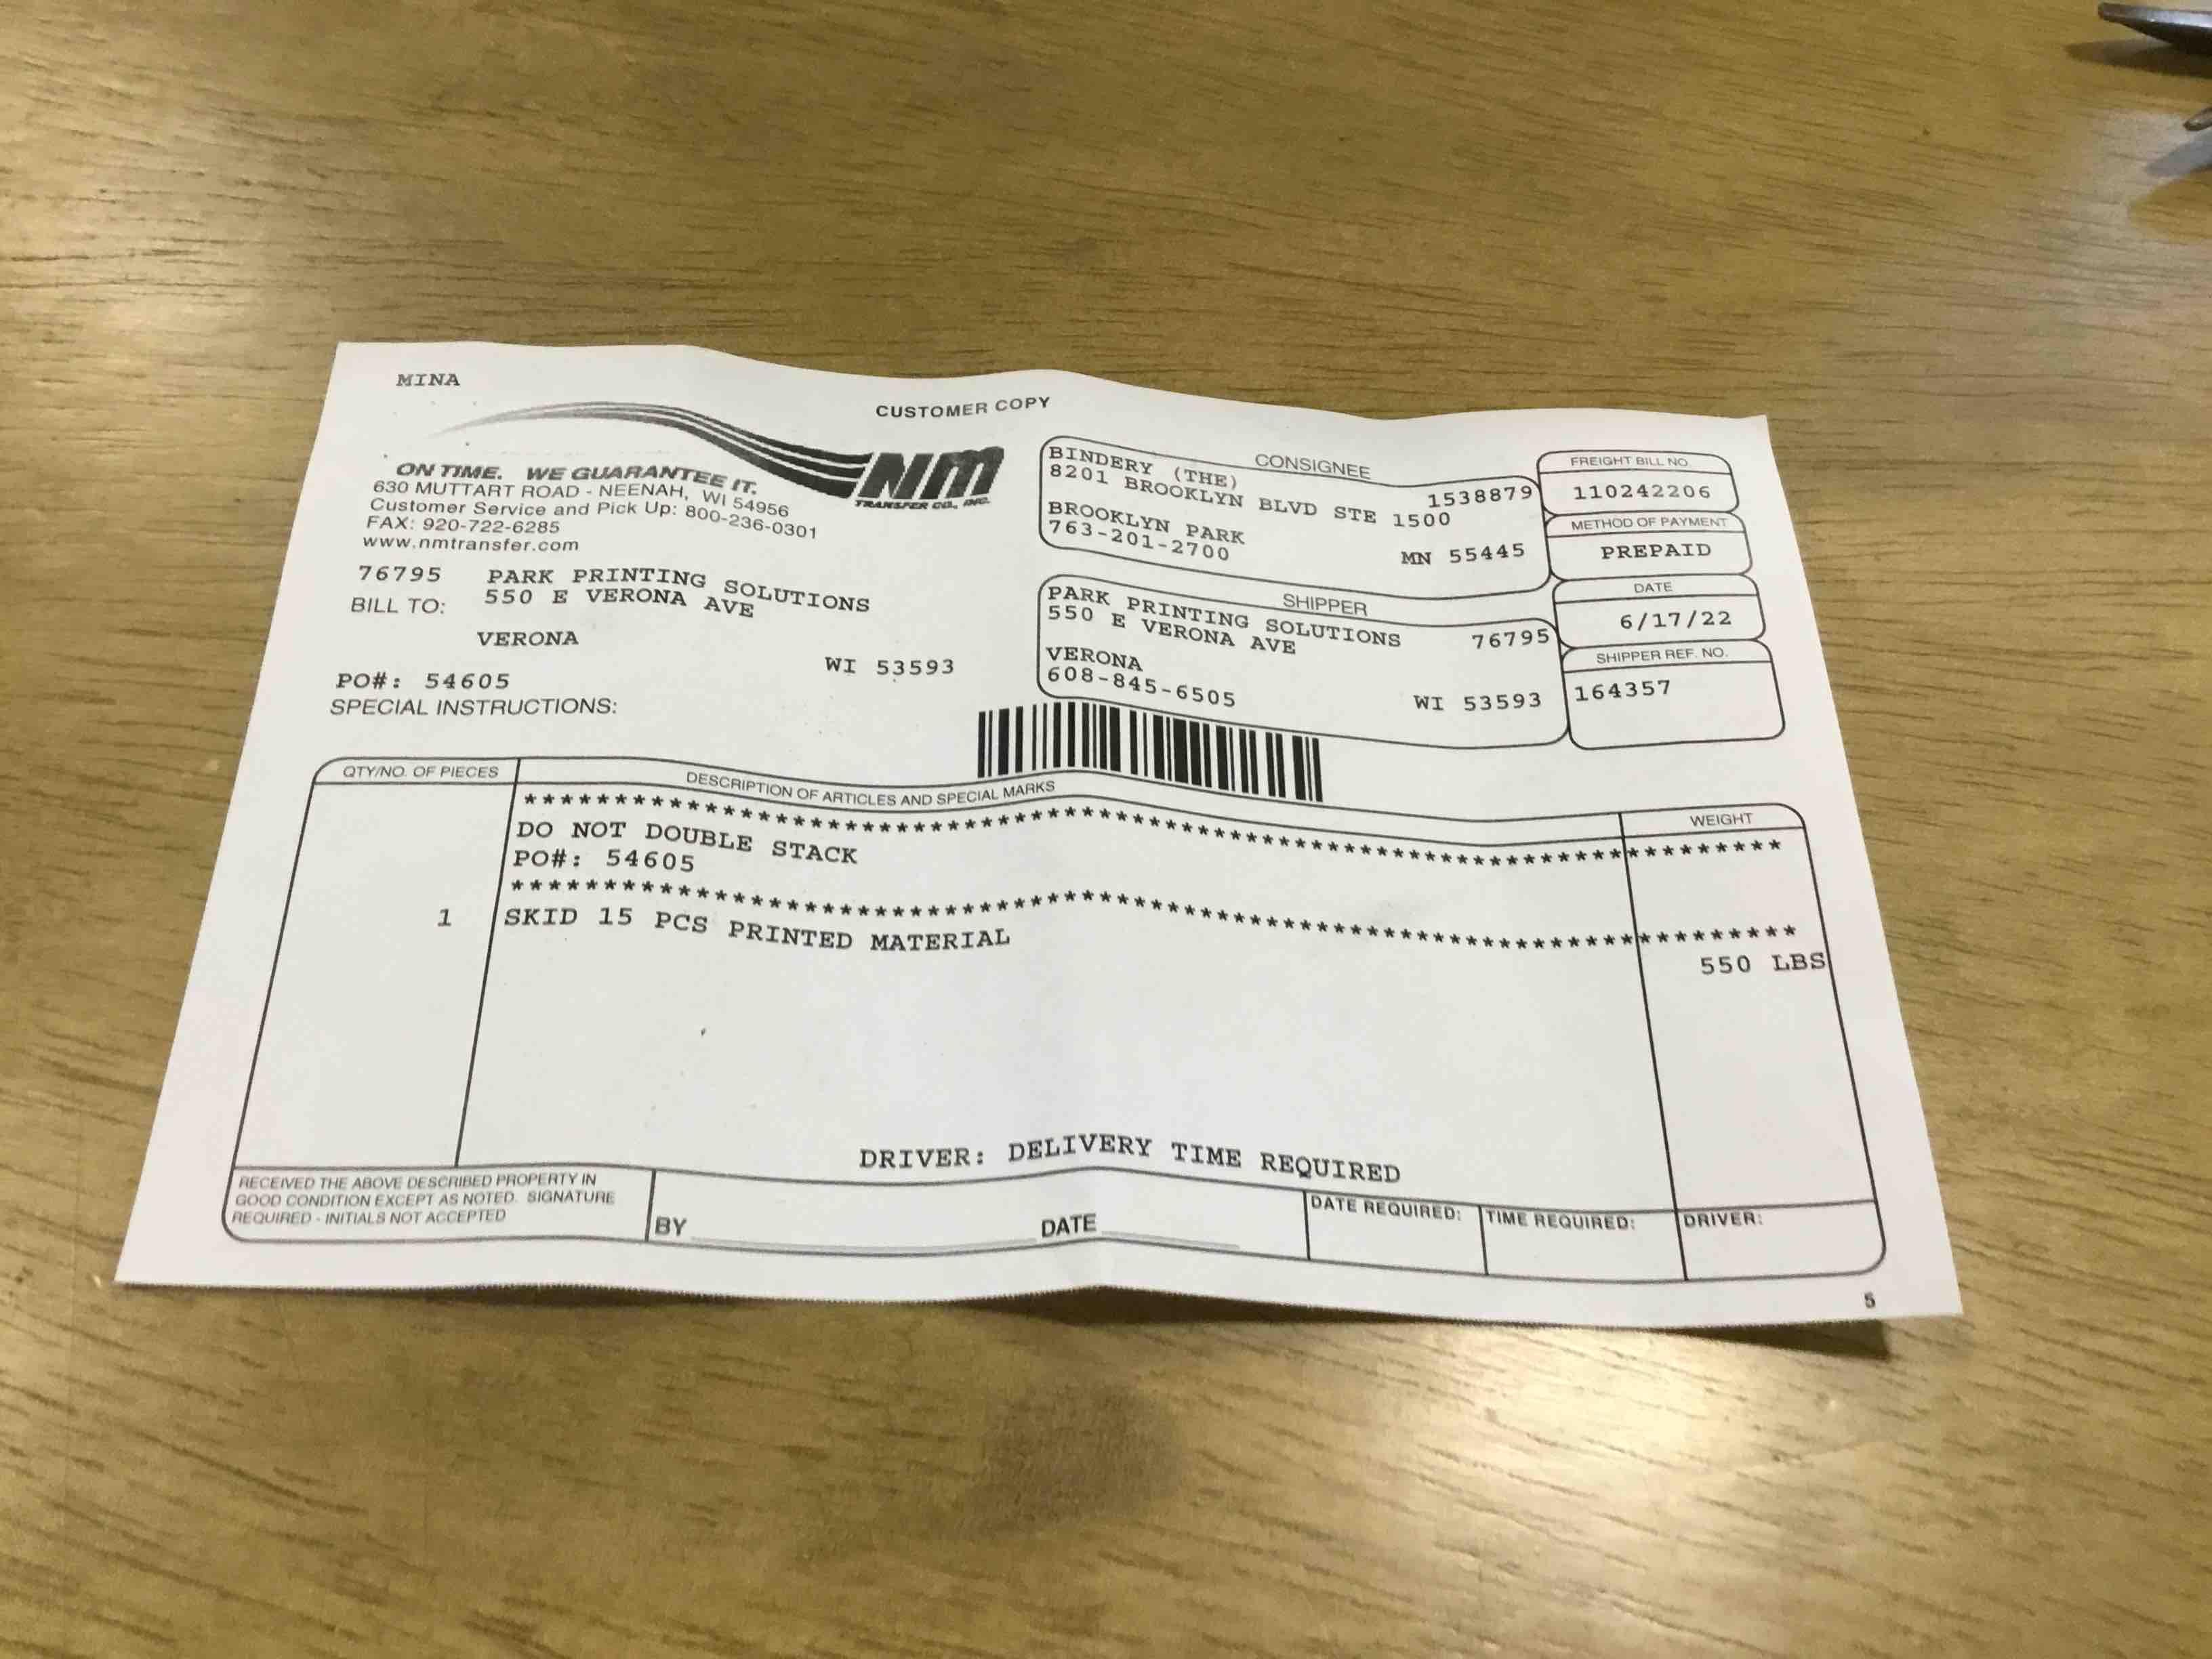 MINA
CUSTOMER COPY
ON TIME. WE GUARANTEE IT.
630 MUTTART ROAD - NEENAH, WI 54956
Customer Service and Pick Up: 800-236-0301
FAX: 920-722-6285
www.nmtransfer.com
NM
TRANSFER CO., INC.
76795 PARK PRINTING SOLUTIONS
BILL TO: 550 E VERONA AVE
VERONA
WI 53593
PO#: 54605
SPECIAL INSTRUCTIONS:
CONSIGNEE
BINDERY (THE) 1538879
8201 BROOKLYN BLVD STE 1500
BROOKLYN PARK MN 55445
763-201-2700
SHIPPER
PARK PRINTING SOLUTIONS 76795
550 E VERONA AVE
VERONA WI 53593
608-845-6505
FREIGHT BILL NO.
110242206
METHOD OF PAYMENT
PREPAID
DATE
6/17/22
SHIPPER REF. NO.
164357
QTY/NO. OF PIECES DESCRIPTION OF ARTICLES AND SPECIAL MARKS WEIGHT
**********************************************************************
DO NOT DOUBLE STACK
PO#: 54605
**********************************************************************
1 SKID 15 PCS PRINTED MATERIAL 550 LBS
DRIVER: DELIVERY TIME REQUIRED
RECEIVED THE ABOVE DESCRIBED PROPERTY IN
GOOD CONDITION EXCEPT AS NOTED. SIGNATURE
REQUIRED - INITIALS NOT ACCEPTED
BY DATE DATE REQUIRED: TIME REQUIRED: DRIVER:
5